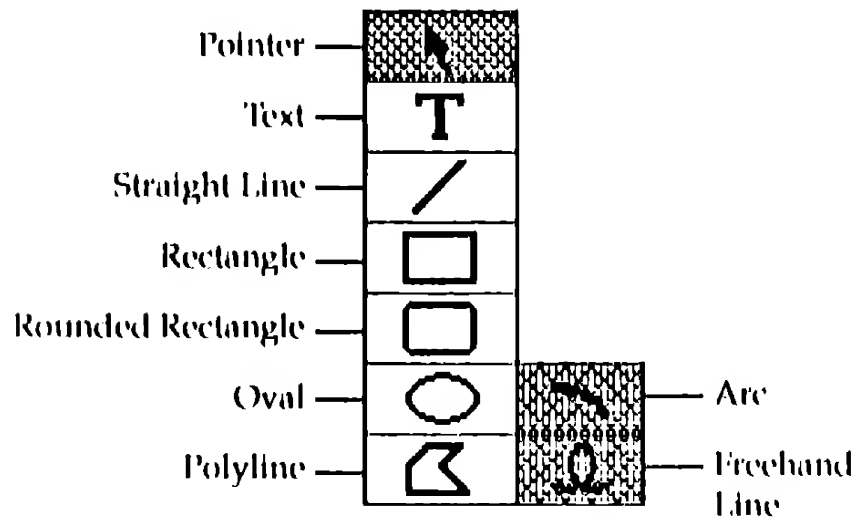 Pointer
Text
T
Straight Line
Rectangle
Rounded Rectangle
Oval
Arc
Polyline
Freehand
Line